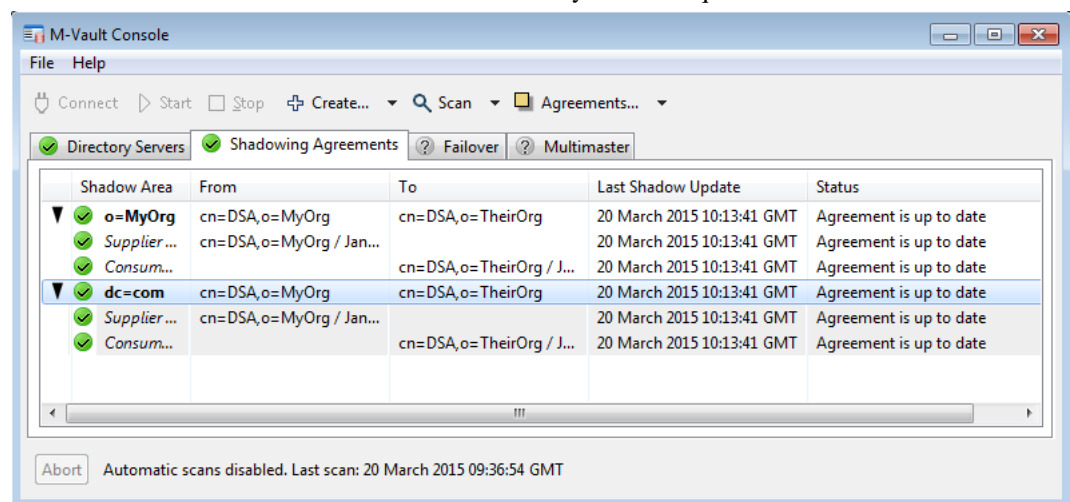 M-Vault Console
File Help
Connect Start Stop Create... Scan Agreements...
Directory Servers Shadowing Agreements Failover Multimaster
Shadow Area From To Last Shadow Update Status
o=MyOrg cn=DSA,o=MyOrg cn=DSA,o=TheirOrg 20 March 2015 10:13:41 GMT Agreement is up to date
Supplier ... cn=DSA,o=MyOrg / Jan... 20 March 2015 10:13:41 GMT Agreement is up to date
Consum... cn=DSA,o=TheirOrg / J... 20 March 2015 10:13:41 GMT Agreement is up to date
dc=com cn=DSA,o=MyOrg cn=DSA,o=TheirOrg 20 March 2015 10:13:41 GMT Agreement is up to date
Supplier ... cn=DSA,o=MyOrg / Jan... 20 March 2015 10:13:41 GMT Agreement is up to date
Consum... cn=DSA,o=TheirOrg / J... 20 March 2015 10:13:41 GMT Agreement is up to date
Abort Automatic scans disabled. Last scan: 20 March 2015 09:36:54 GMT